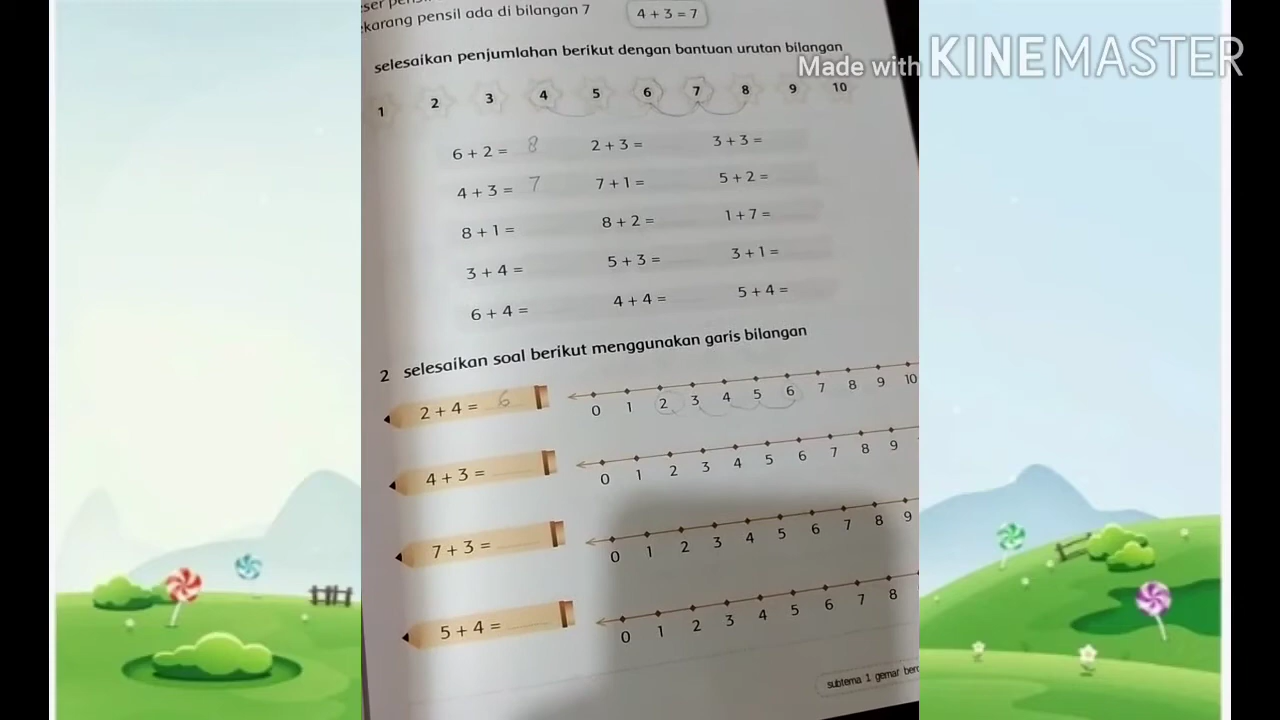 karang pensil ada di bilangan 7 4 + 3 = 7
selesaikan penjumlahan berikut dengan bantuan urutan bilangan
Made with KINEMASTER
1 2 3 4 5 6 7 8 9 10
6 + 2 = 8 2 + 3 = 3 + 3 =
4 + 3 = 7 7 + 1 = 5 + 2 =
8 + 1 = 8 + 2 = 1 + 7 =
3 + 4 = 5 + 3 = 3 + 1 =
6 + 4 = 4 + 4 = 5 + 4 =
2 selesaikan soal berikut menggunakan garis bilangan
2 + 4 = 6 0 1 2 3 4 5 6 7 8 9 10
4 + 3 = 0 1 2 3 4 5 6 7 8 9
7 + 3 = 0 1 2 3 4 5 6 7 8 9
5 + 4 = 0 1 2 3 4 5 6 7 8
subtema 1 gemar